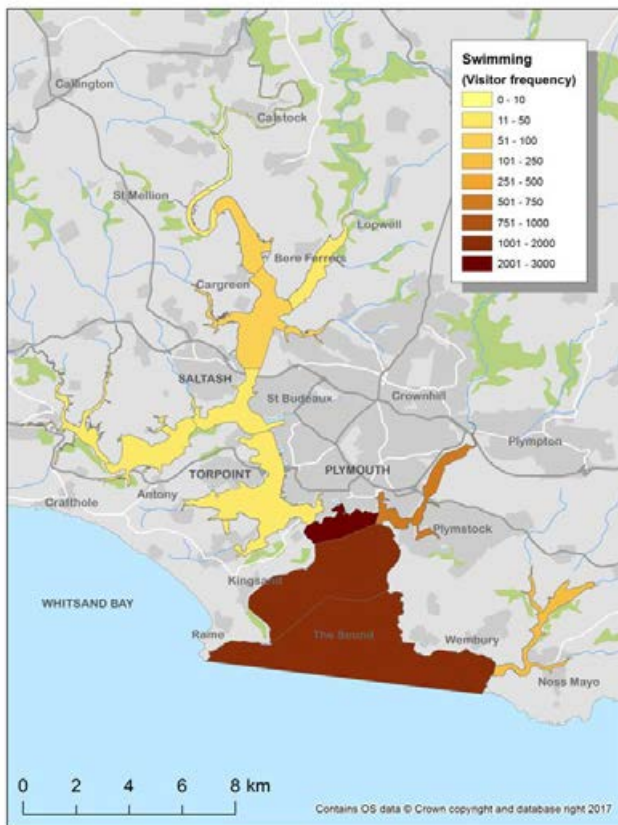 Swimming
(Visitor frequency)
0 - 10
11 - 50
51 - 100
101 - 250
251 - 500
501 - 750
751 - 1000
1001 - 2000
2001 - 3000
Callington
Calstock
St Mellion
Lopwell
Bere Ferrers
Cargreen
SALTASH
St Budeaux
Crownhill
Plympton
TORPOINT
PLYMOUTH
Crafthole
Antony
Plymstock
Kingsand
WHITSAND BAY
Rame
The Sound
Wembury
Noss Mayo
0 2 4 6 8 km
Contains OS data © Crown copyright and database right 2017